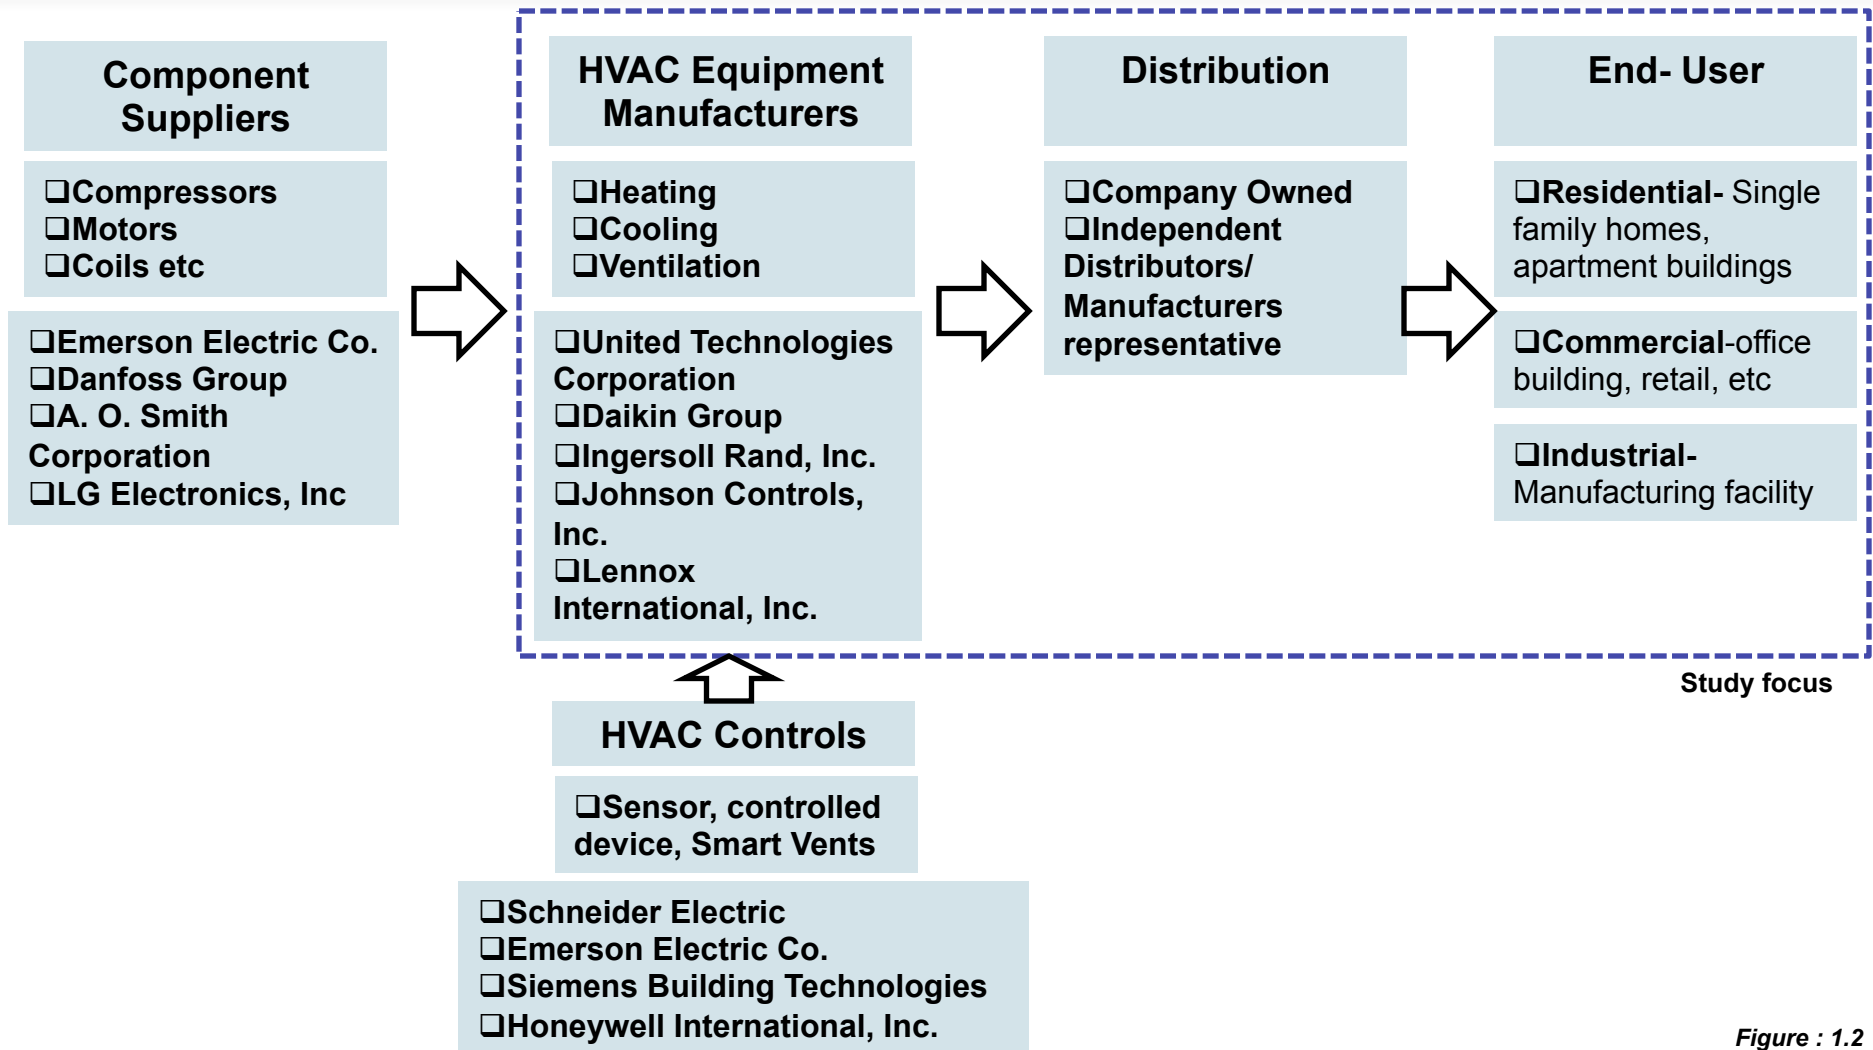 Component
Suppliers
❑Compressors
❑Motors
❑Coils etc
❑Emerson Electric Co.
❑Danfoss Group
❑A. O. Smith
Corporation
❑LG Electronics, Inc
HVAC Equipment
Manufacturers
❑Heating
❑Cooling
❑Ventilation
❑United Technologies
Corporation
❑Daikin Group
❑Ingersoll Rand, Inc.
❑Johnson Controls,
Inc.
❑Lennox
International, Inc.
Distribution
❑Company Owned
❑Independent
Distributors/
Manufacturers
representative
End- User
❑Residential- Single
family homes,
apartment buildings
❑Commercial-office
building, retail, etc
❑Industrial-
Manufacturing facility
Study focus
HVAC Controls
❑Sensor, controlled
device, Smart Vents
❑Schneider Electric
❑Emerson Electric Co.
❑Siemens Building Technologies
❑Honeywell International, Inc.
Figure : 1.2